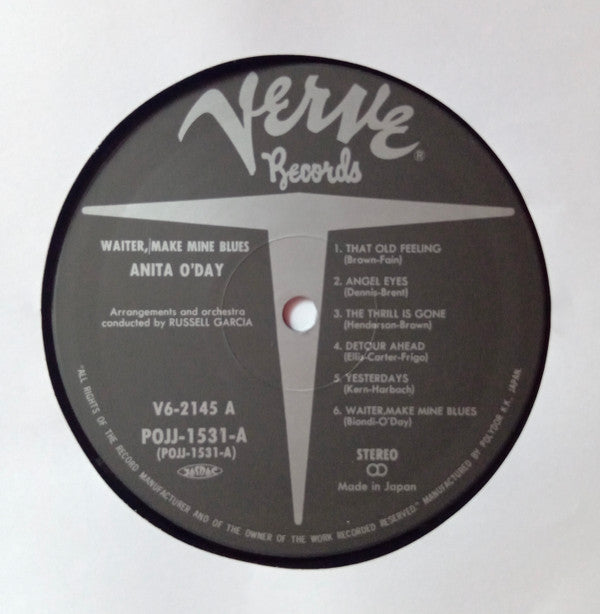 Verve
Records
®
WAITER, MAKE MINE BLUES
ANITA O'DAY
Arrangements and orchestra
conducted by RUSSELL GARCIA
V6-2145 A
POJJ-1531-A
(POJJ-1531-A)
JASRAC
1. THAT OLD FEELING
(Brown-Fain)
2. ANGEL EYES
(Dennis-Brent)
3. THE THRILL IS GONE
(Henderson-Brown)
4. DETOUR AHEAD
(Ellis-Carter-Frigo)
5. YESTERDAYS
(Kern-Harbach)
6. WAITER,MAKE MINE BLUES
(Biondi-O'Day)
STEREO
Made in Japan
"ALL RIGHTS OF THE RECORD MANUFACTURER AND OF THE OWNER OF THE WORK RECORDED RESERVED" MANUFACTURED BY POLYDOR K.K. JAPAN